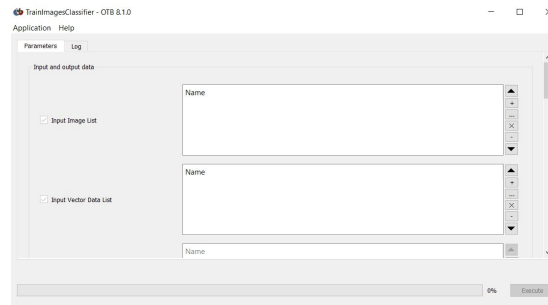 TrainImagesClassifier - OTB 8.1.0
Application Help
Parameters Log
Input and output data
Name
+
...
Input Image List
-
Name
+
...
Input Vector Data List
-
Name
0% Execute